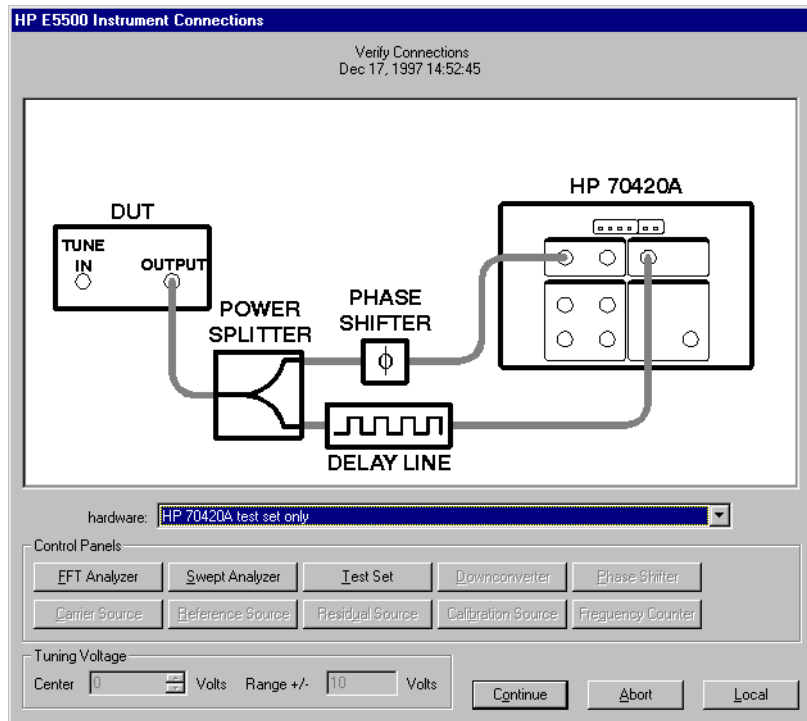 HP E5500 Instrument Connections
Verify Connections
Dec 17, 1997 14:52:45
HP 70420A
DUT
TUNE
IN
OUTPUT
POWER
SPLITTER
PHASE
SHIFTER
ϕ
DELAY LINE
hardware: HP 70420A test set only
Control Panels
FFT Analyzer Swept Analyzer Test Set Downconverter Phase Shifter
Carrier Source Reference Source Residual Source Calibration Source Frequency Counter
Tuning Voltage
Center 0 Volts Range +/- 10 Volts
Continue Abort Local